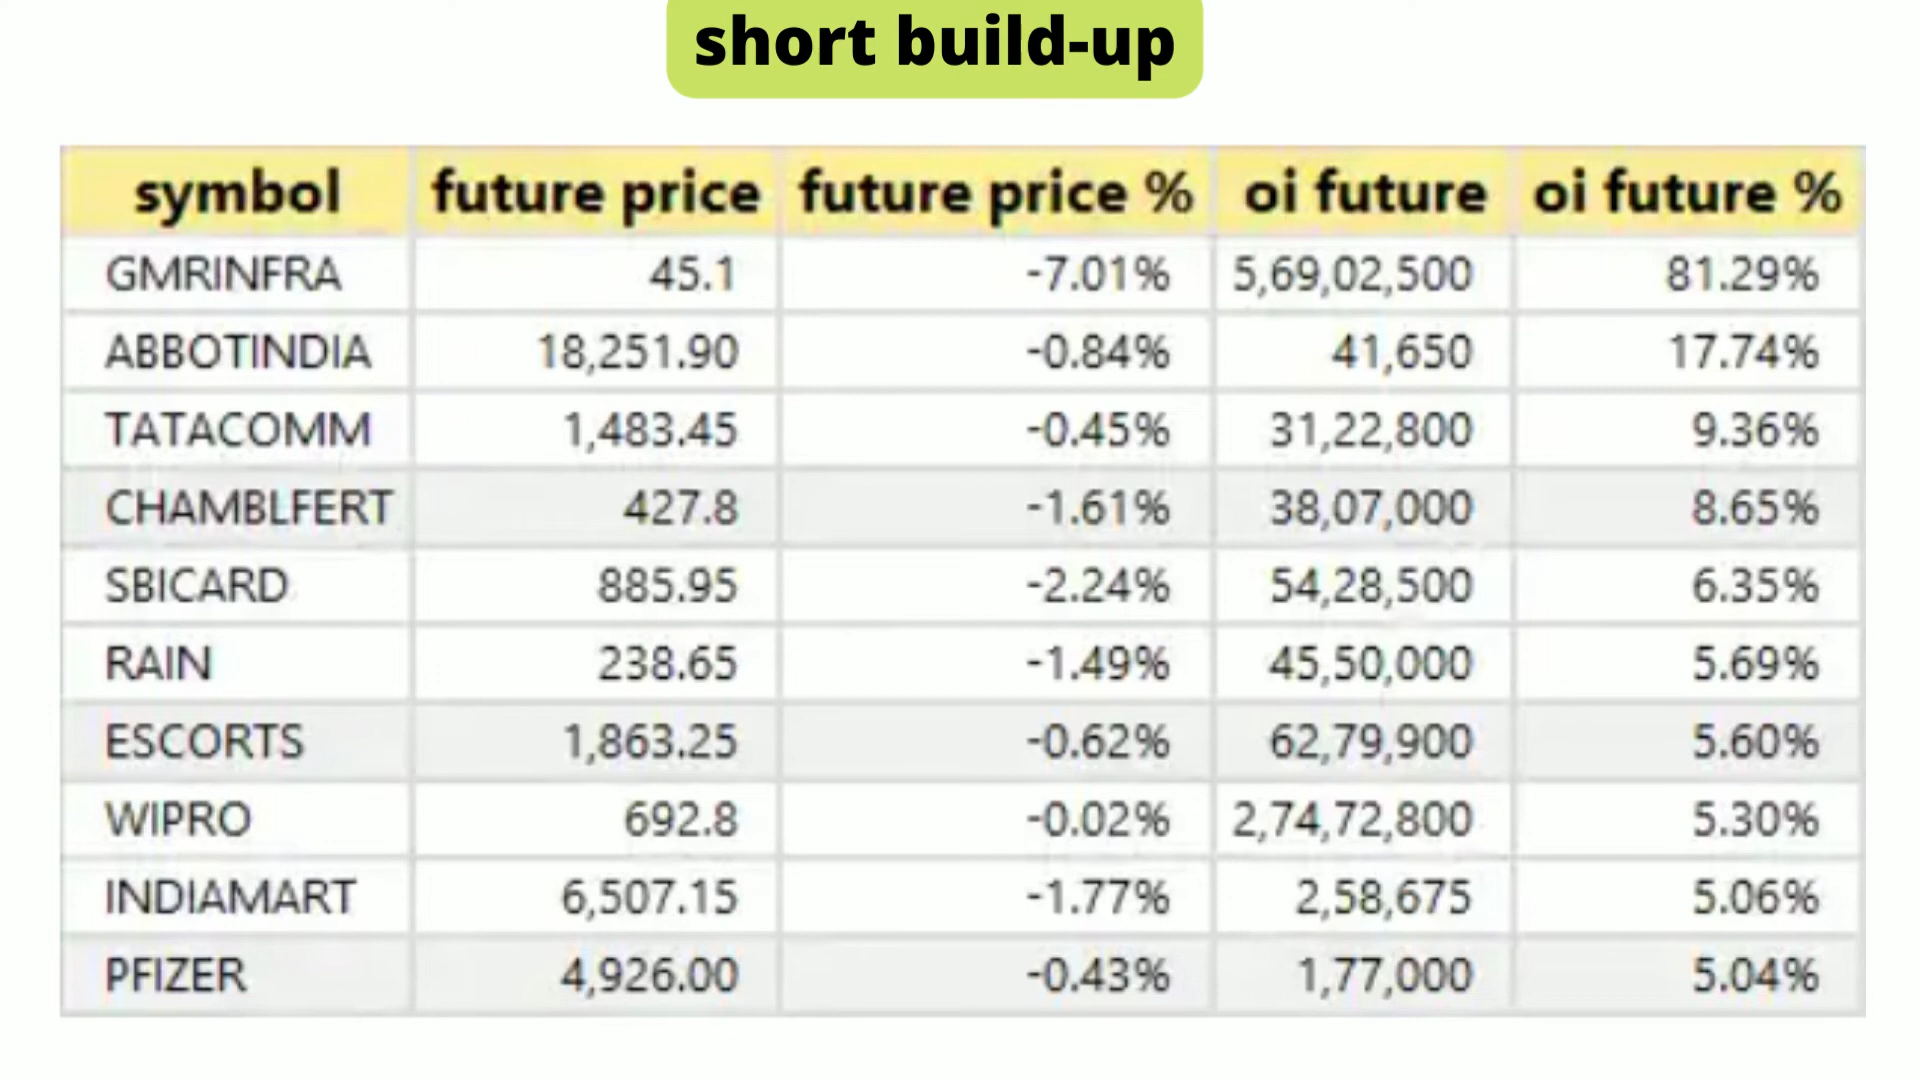 short build-up
symbol future price future price % oi future oi future %
GMRINFRA 45.1 -7.01% 5,69,02,500 81.29%
ABBOTINDIA 18,251.90 -0.84% 41,650 17.74%
TATACOMM 1,483.45 -0.45% 31,22,800 9.36%
CHAMBLFERT 427.8 -1.61% 38,07,000 8.65%
SBICARD 885.95 -2.24% 54,28,500 6.35%
RAIN 238.65 -1.49% 45,50,000 5.69%
ESCORTS 1,863.25 -0.62% 62,79,900 5.60%
WIPRO 692.8 -0.02% 2,74,72,800 5.30%
INDIAMART 6,507.15 -1.77% 2,58,675 5.06%
PFIZER 4,926.00 -0.43% 1,77,000 5.04%